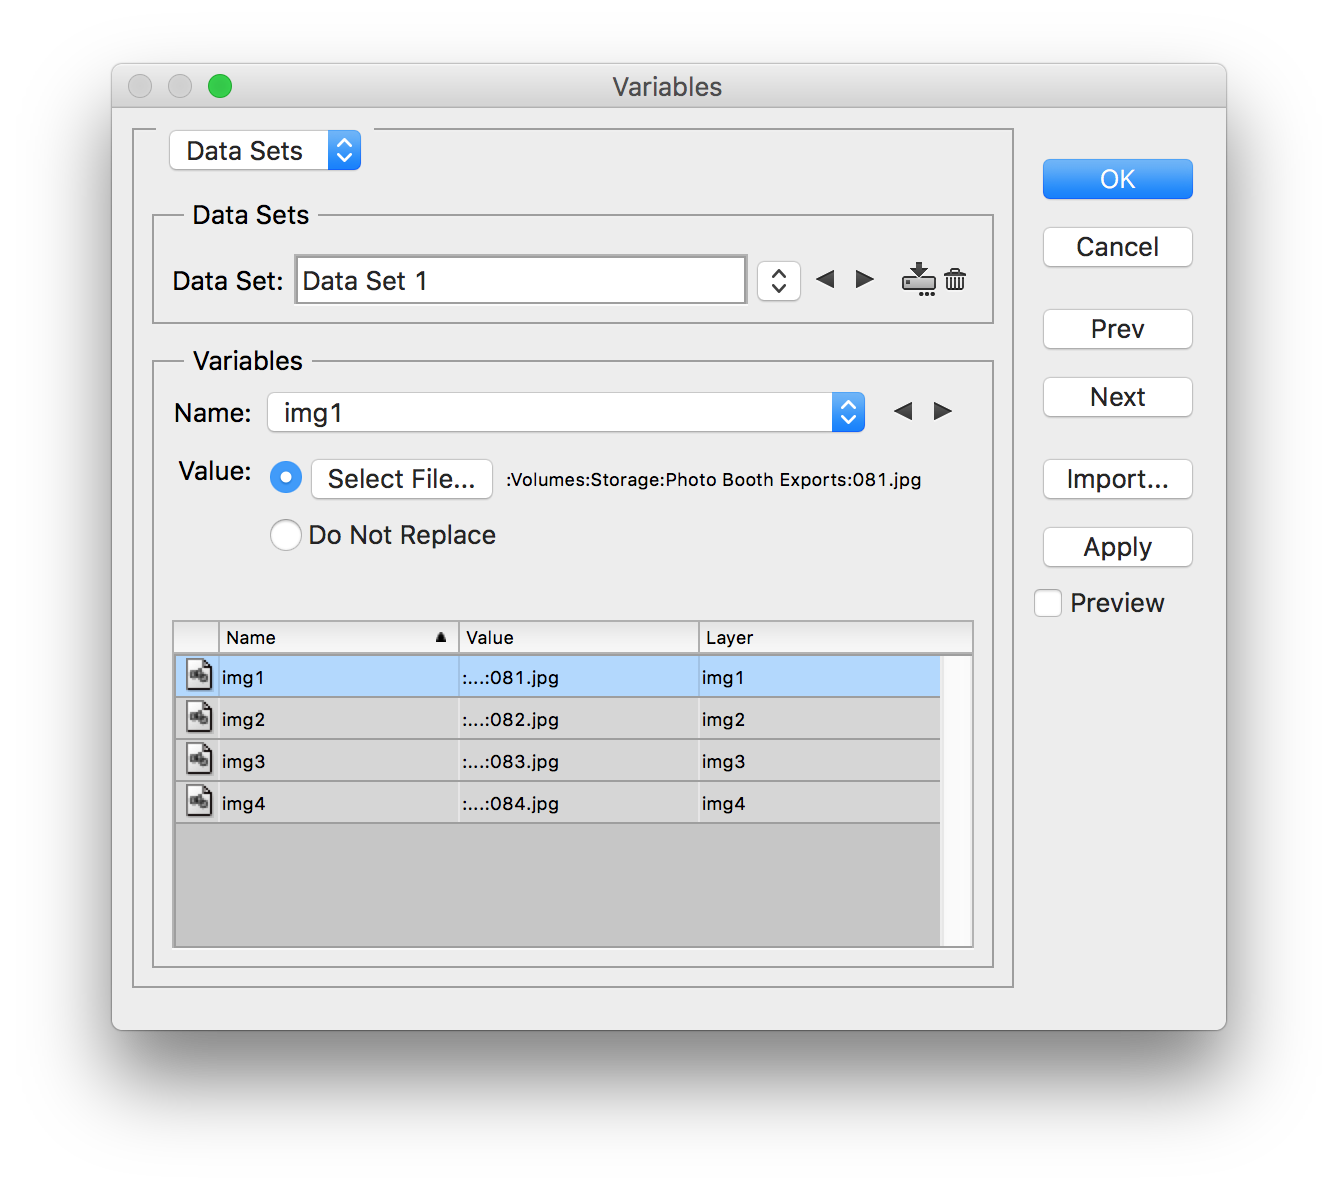 Variables
Data Sets
OK
Data Sets
Cancel
Data Set: Data Set 1
Prev
Variables
Next
Name: img1
Value: Select File... :Volumes:Storage:Photo Booth Exports:081.jpg
Import...
Do Not Replace
Apply
Preview
Name Value Layer
img1 :...:081.jpg img1
img2 :...:082.jpg img2
img3 :...:083.jpg img3
img4 :...:084.jpg img4